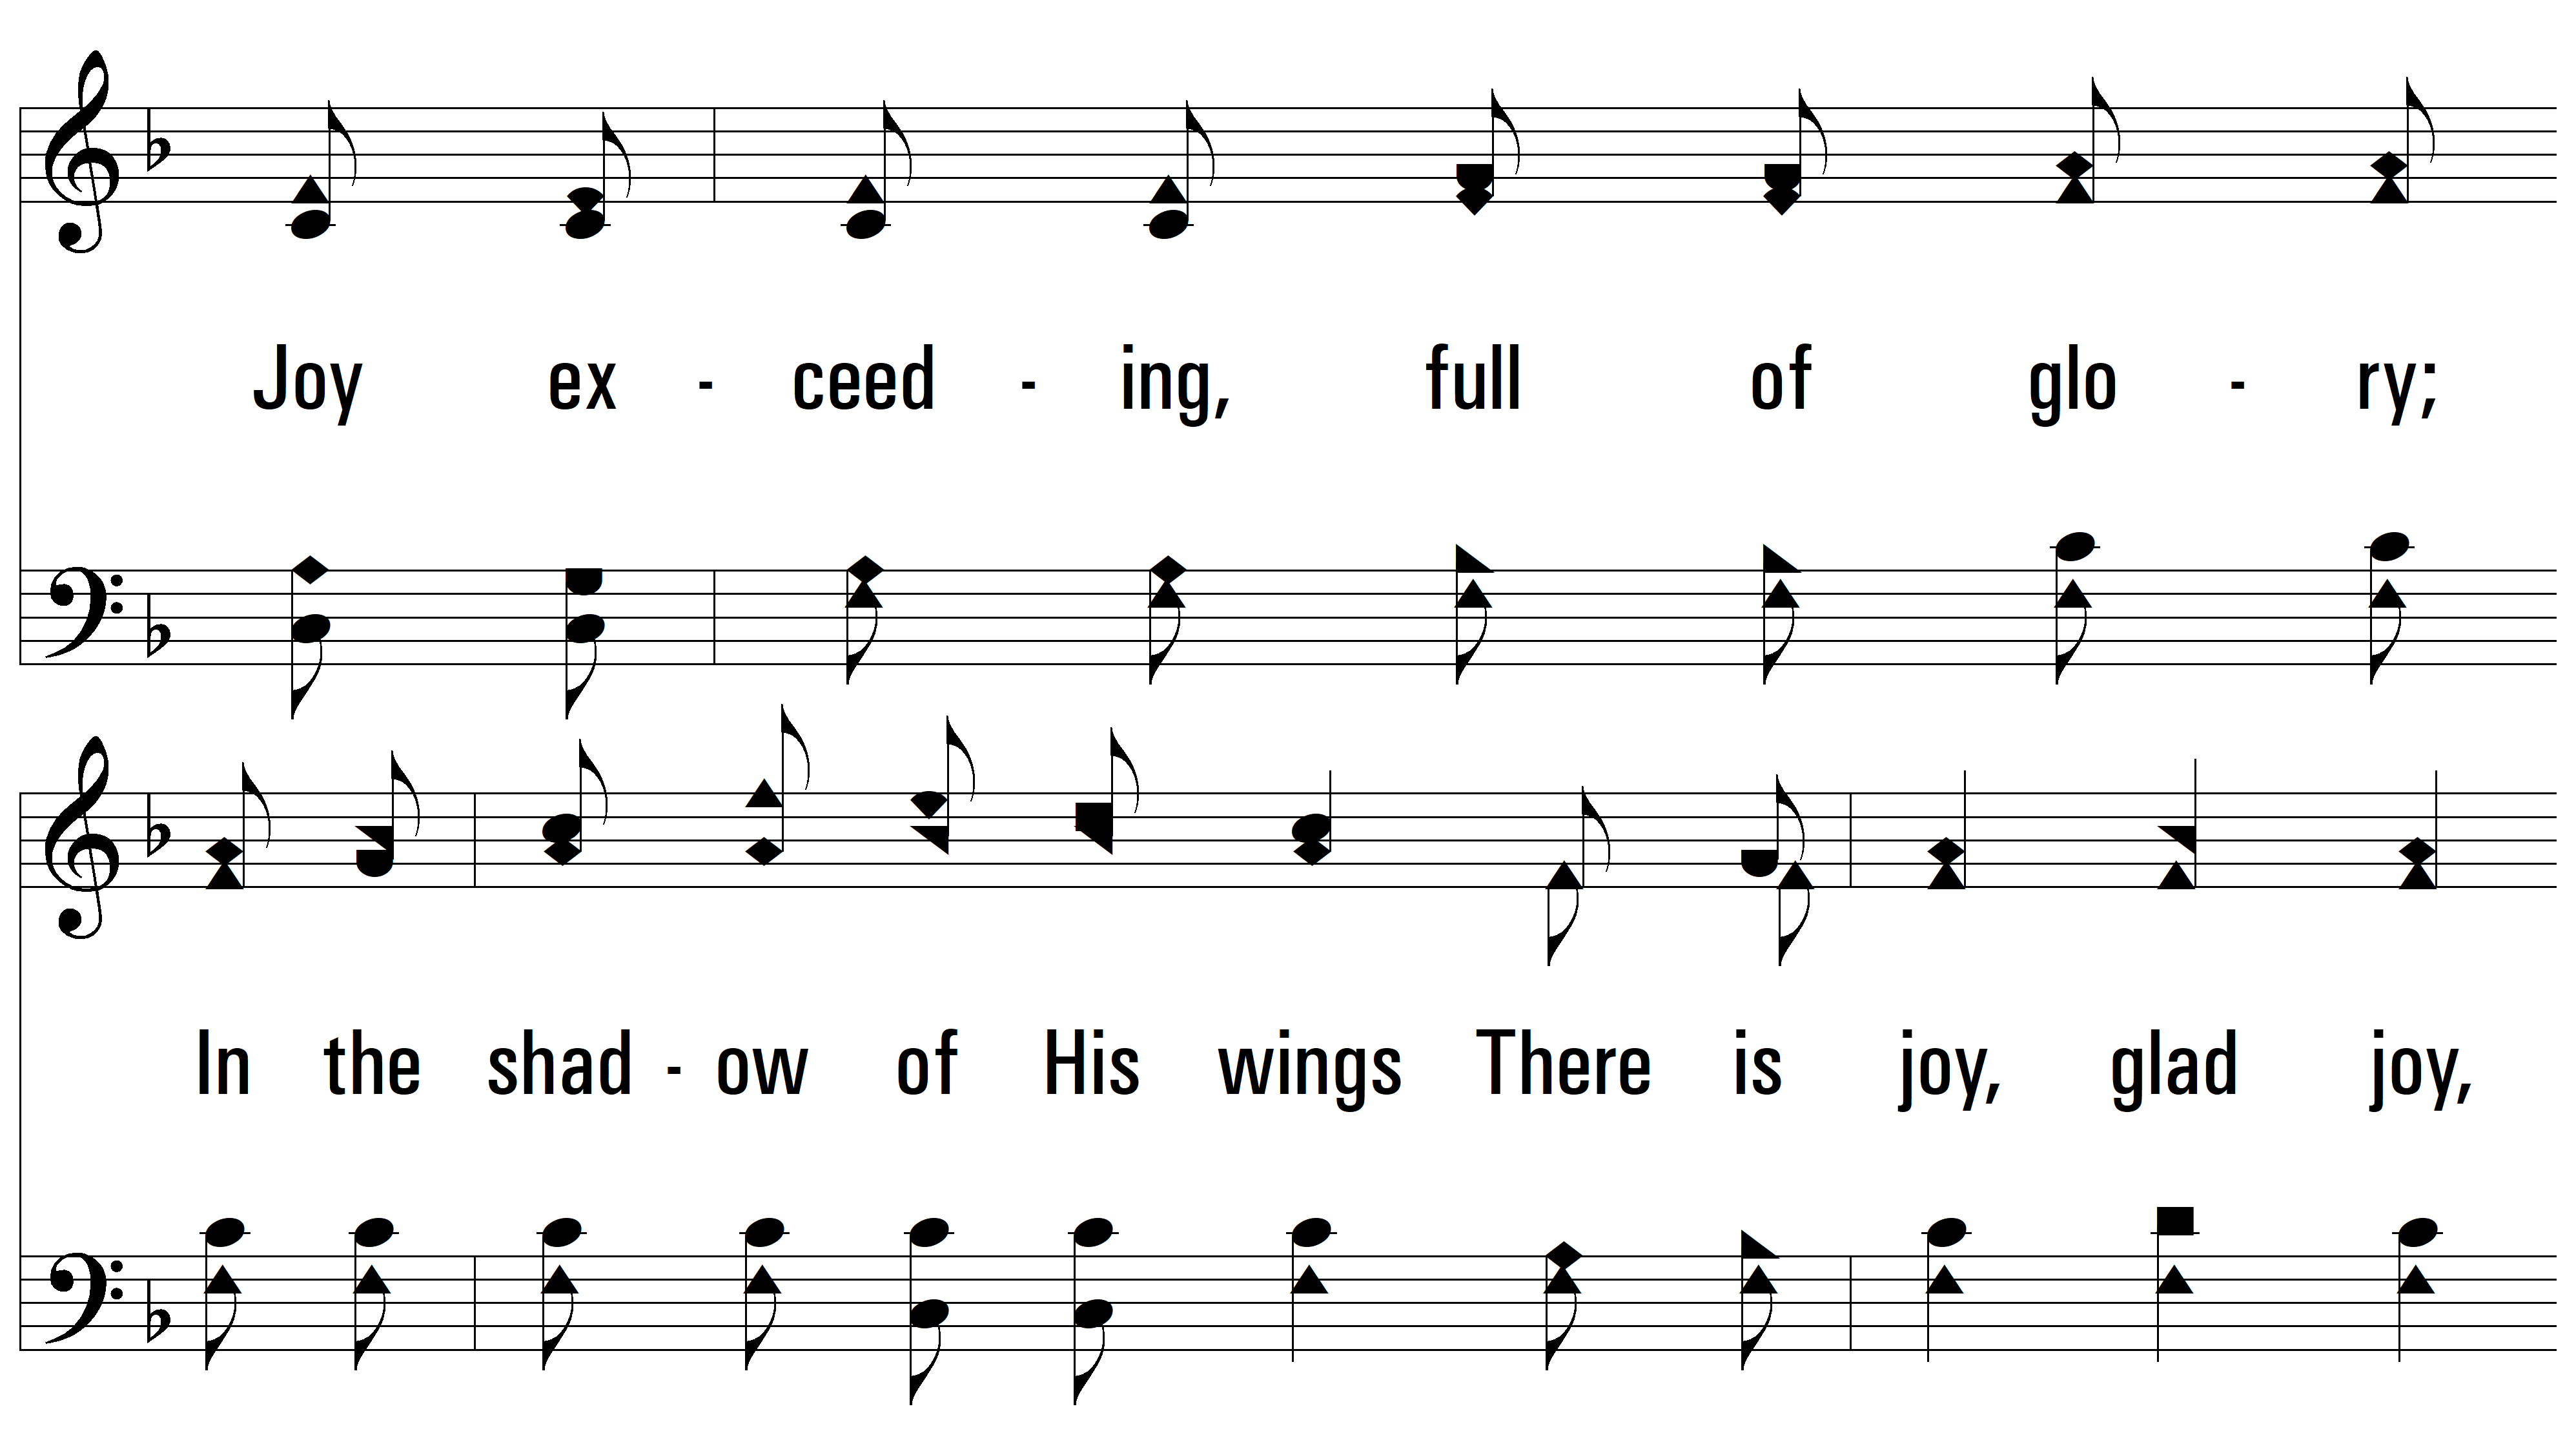 Joy ex - ceed - ing, full of glo - ry;
In the shad - ow of His wings There is joy, glad joy,